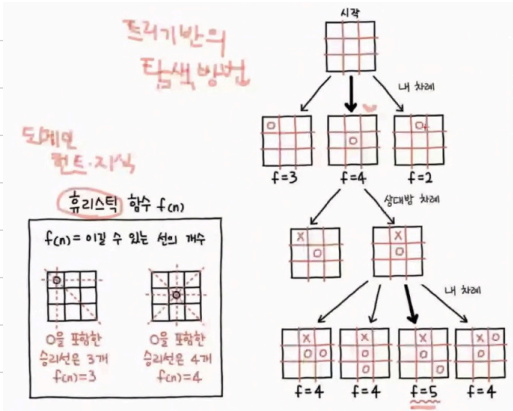 트리기반의
탐색방법
도메인
힌트·지식
휴리스틱 함수 f(n)
f(n) = 이길 수 있는 선의 개수
O을 포함한
승리선은 3개
f(n)=3
O을 포함한
승리선은 4개
f(n)=4
시작
내 차례
O
O
O
f=3
f=4
f=2
상대방 차례
X
O
X
O
내 차례
X
O O
X
O
O
X
O
O
X O
O
f=4
f=4
f=5
f=4